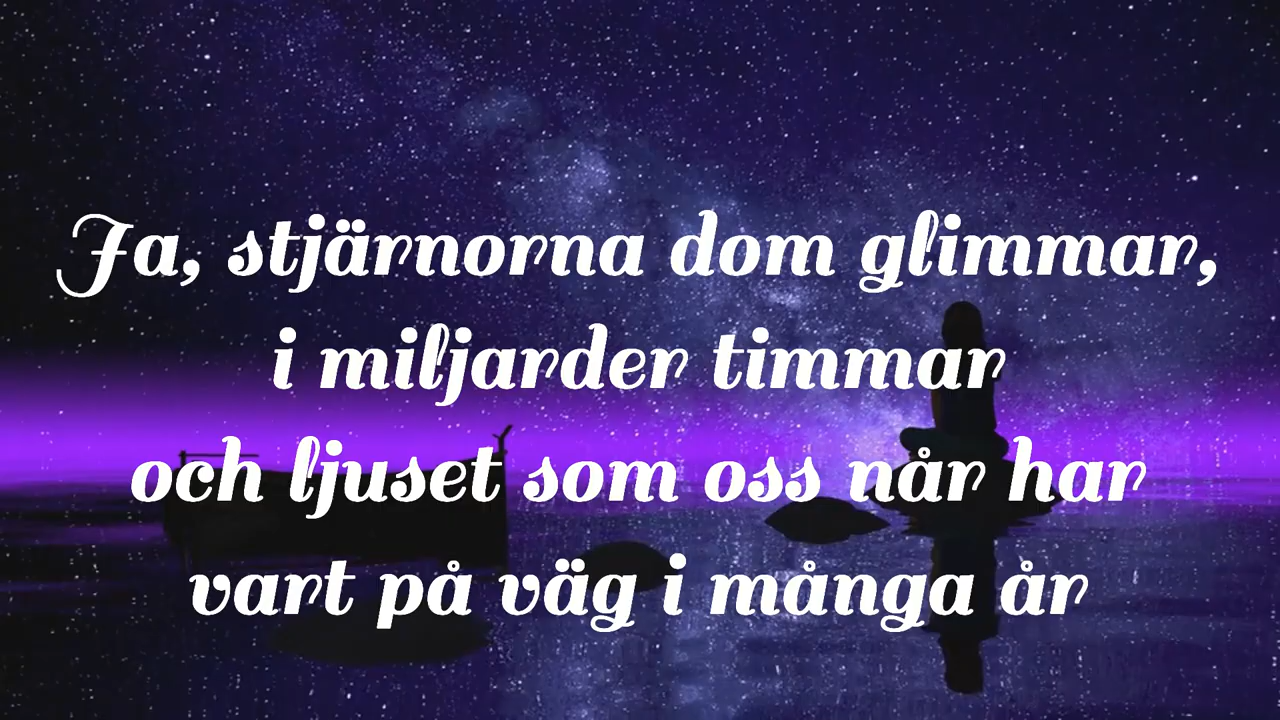 Ja, stjärnorna dom glimmar,
i miljarder timmar
och ljuset som oss når har
vart på väg i många år